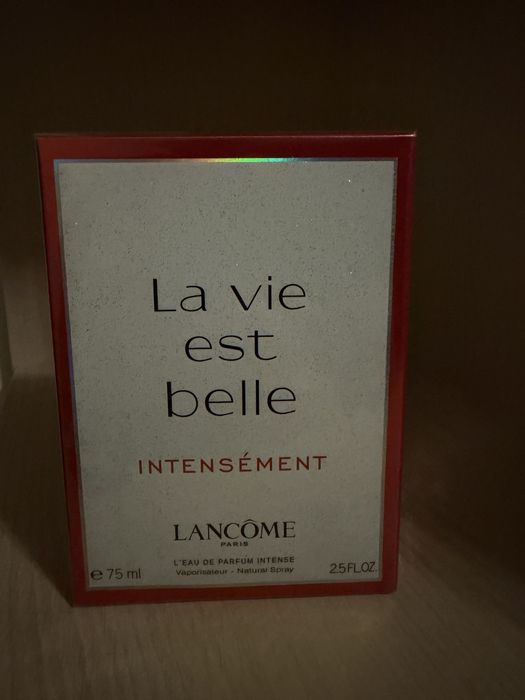 La vie
est
belle
INTENSÉMENT
LANCÔME
PARIS
L'EAU DE PARFUM INTENSE
Vaporisateur - Natural Spray
e 75 ml
2.5 FL.OZ.